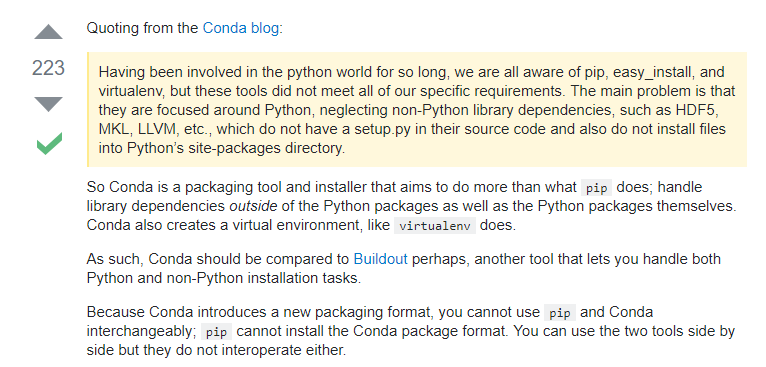 Quoting from the Conda blog:
223
Having been involved in the python world for so long, we are all aware of pip, easy_install, and
virtualenv, but these tools did not meet all of our specific requirements. The main problem is that
they are focused around Python, neglecting non-Python library dependencies, such as HDF5,
MKL, LLVM, etc., which do not have a setup.py in their source code and also do not install files
into Python's site-packages directory.
So Conda is a packaging tool and installer that aims to do more than what pip does; handle
library dependencies outside of the Python packages as well as the Python packages themselves.
Conda also creates a virtual environment, like virtualenv does.
As such, Conda should be compared to Buildout perhaps, another tool that lets you handle both
Python and non-Python installation tasks.
Because Conda introduces a new packaging format, you cannot use pip and Conda
interchangeably; pip cannot install the Conda package format. You can use the two tools side by
side but they do not interoperate either.